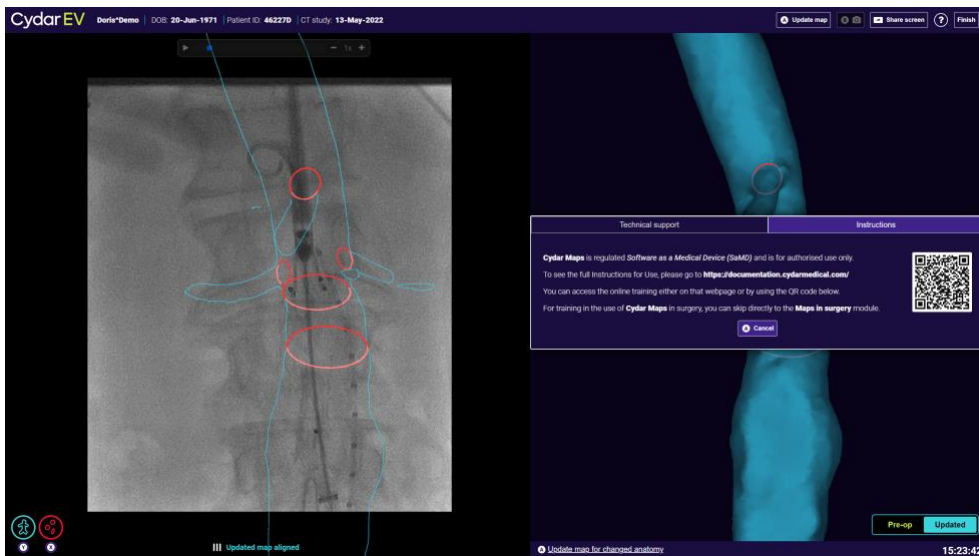 Cydar EV Doris^Demo | DOB: 20-Jun-1971 | Patient ID: 46227D | CT study: 13-May-2022
A Update map
B
Share screen
?
Finish
1x
Technical support
Instructions
Cydar Maps is regulated Software as a Medical Device (SaMD) and is for authorised use only.
To see the full Instructions for Use, please go to https://documentation.cydarmedical.com/
You can access the online training either on that webpage or by using the QR code below.
For training in the use of Cydar Maps in surgery, you can skip directly to the Maps in surgery module.
A Cancel
Pre-op
Updated
Y
X
Updated map aligned
A Update map for changed anatomy
15:23:4